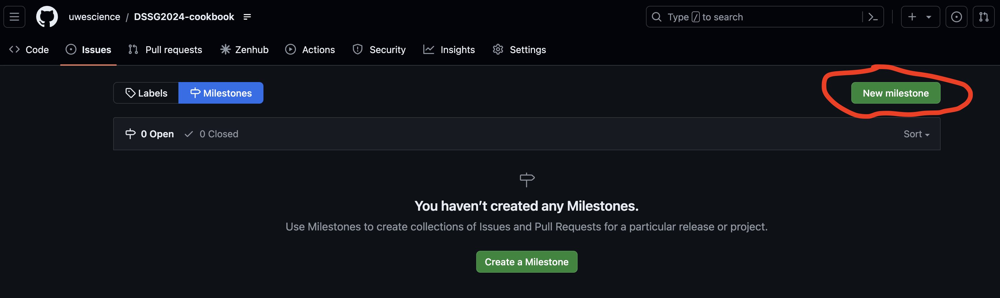 uwescience / DSSG2024-cookbook
Type / to search
Code Issues Pull requests Zenhub Actions Security Insights Settings
Labels Milestones New milestone
0 Open 0 Closed Sort
You haven’t created any Milestones.
Use Milestones to create collections of Issues and Pull Requests for a particular release or project.
Create a Milestone